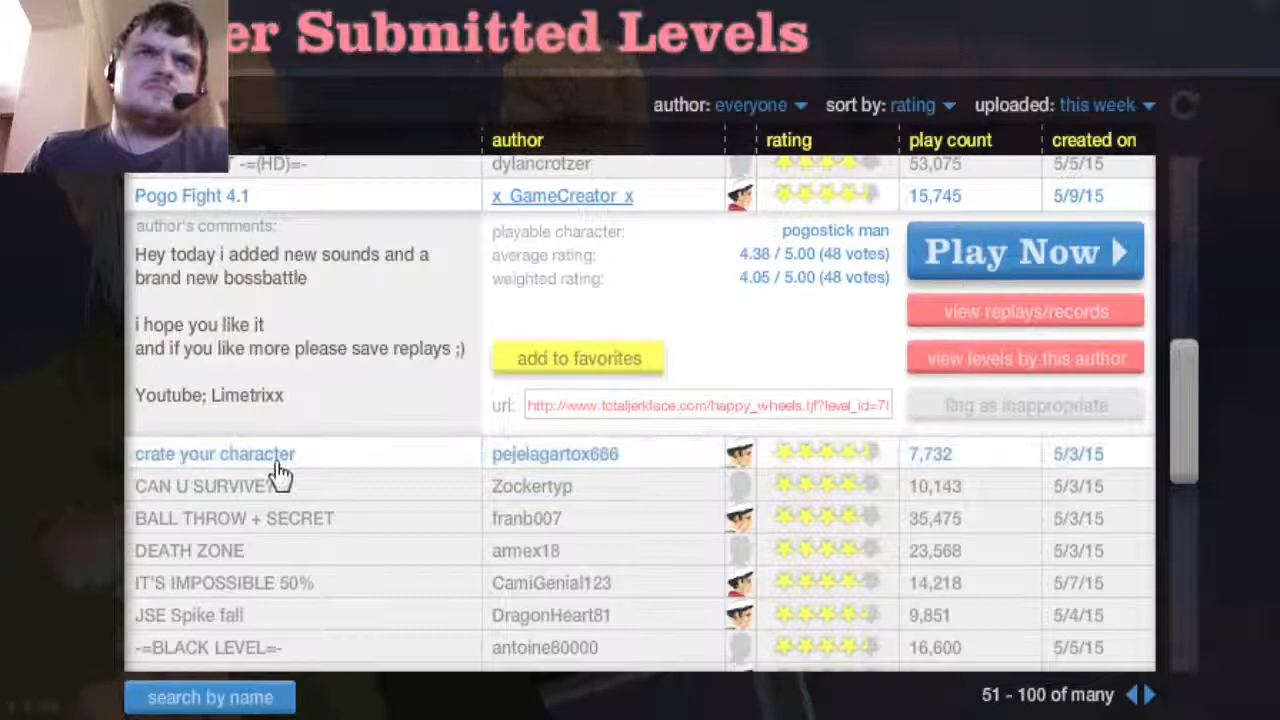 er Submitted Levels
author: everyone sort by: rating uploaded: this week
author rating play count created on
-=(HD)=- dylancrotzer 53,075 5/5/15
Pogo Fight 4.1 x_GameCreator_x 15,745 5/9/15
author's comments:
Hey today i added new sounds and a
brand new bossbattle
i hope you like it
and if you like more please save replays ;)
Youtube; Limetrixx
playable character: pogostick man
average rating: 4.38 / 5.00 (48 votes)
weighted rating: 4.05 / 5.00 (48 votes)
add to favorites
url: http://www.totaljerkface.com/happy_wheels.tjf?level_id=7
Play Now
view replays/records
view levels by this author
flag as inappropriate
crate your character pejelagartox666 7,732 5/3/15
CAN U SURVIVE? Zockertyp 10,143 5/3/15
BALL THROW + SECRET franb007 35,475 5/3/15
DEATH ZONE armex18 23,568 5/3/15
IT'S IMPOSSIBLE 50% CamiGenial123 14,218 5/7/15
JSE Spike fall DragonHeart81 9,851 5/4/15
-=BLACK LEVEL=- antoine80000 16,600 5/5/15
search by name
51 - 100 of many